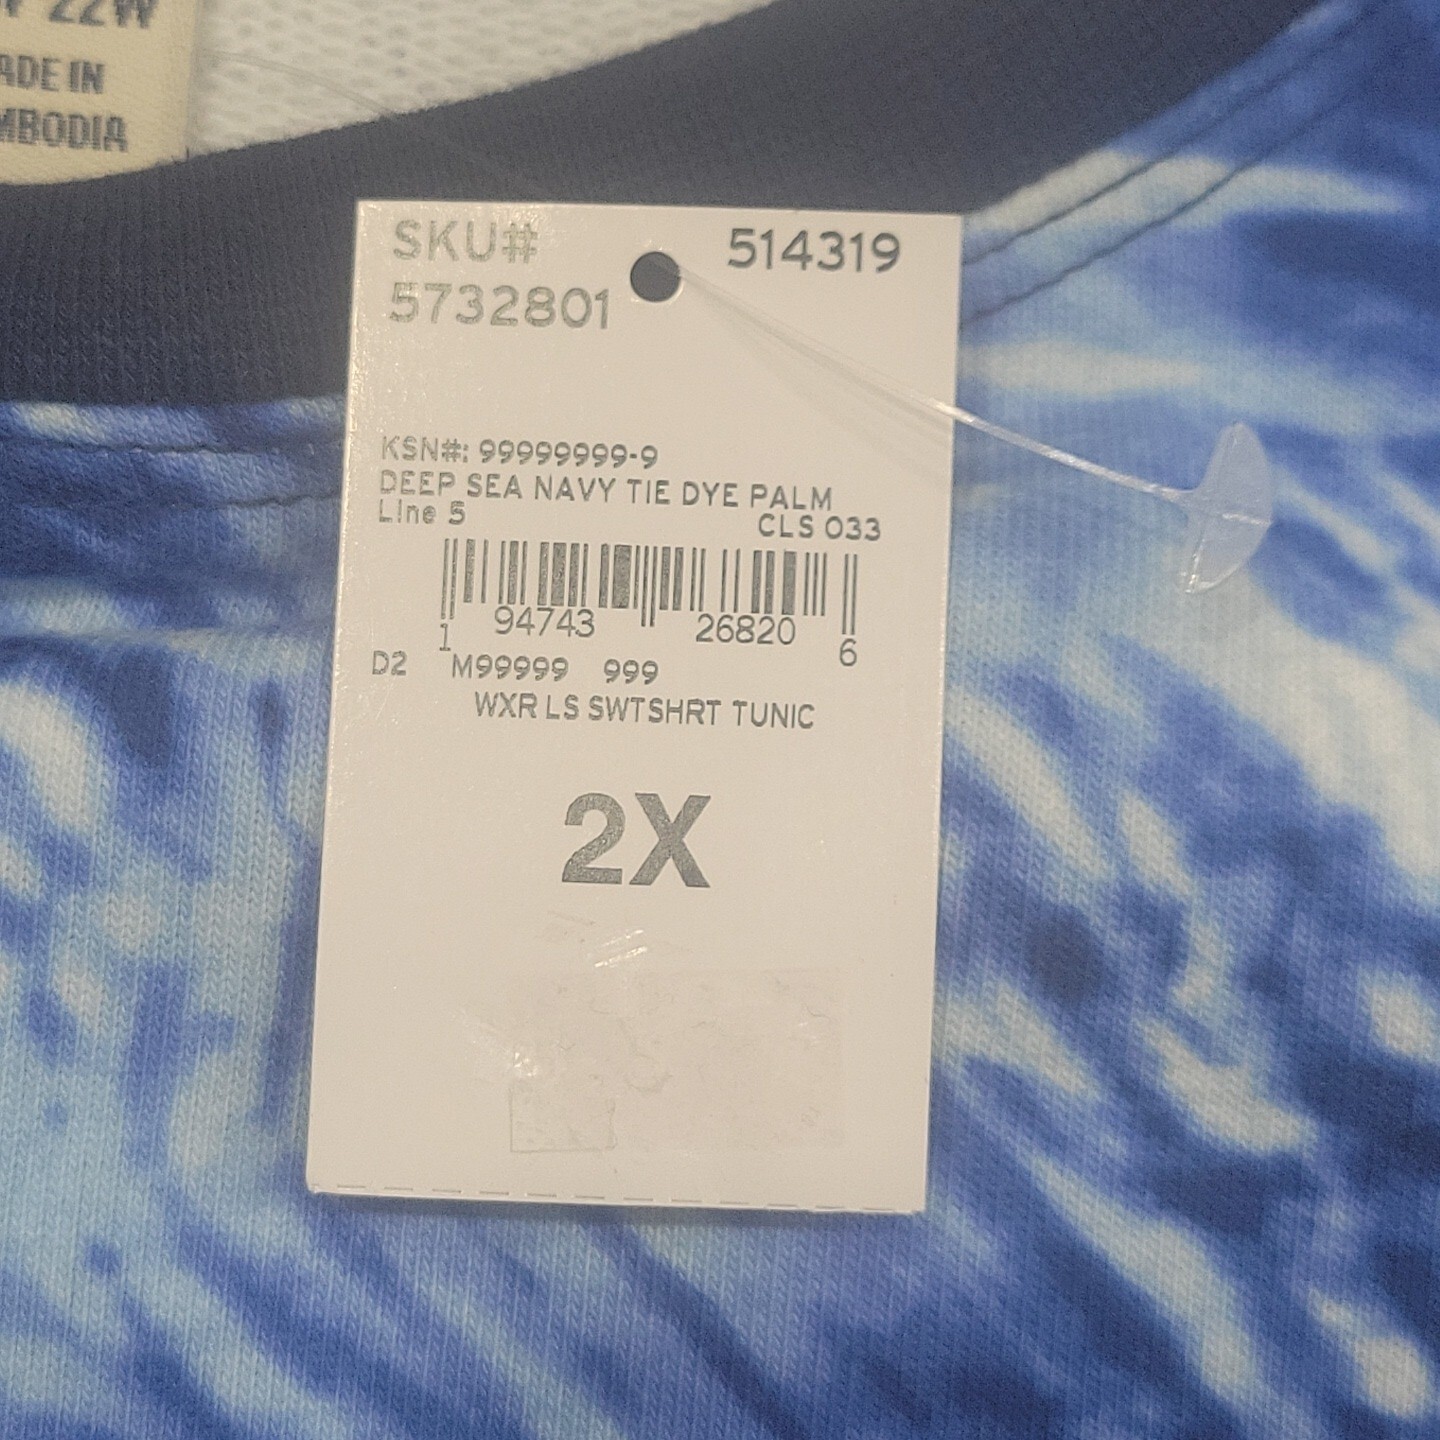 22W
ADE IN
MBODIA
SKU# 514319
5732801
KSN#: 99999999-9
DEEP SEA NAVY TIE DYE PALM
Line 5 CLS 033
1 94743 26820 6
D2 M99999 999
WXR LS SWTSHRT TUNIC
2X